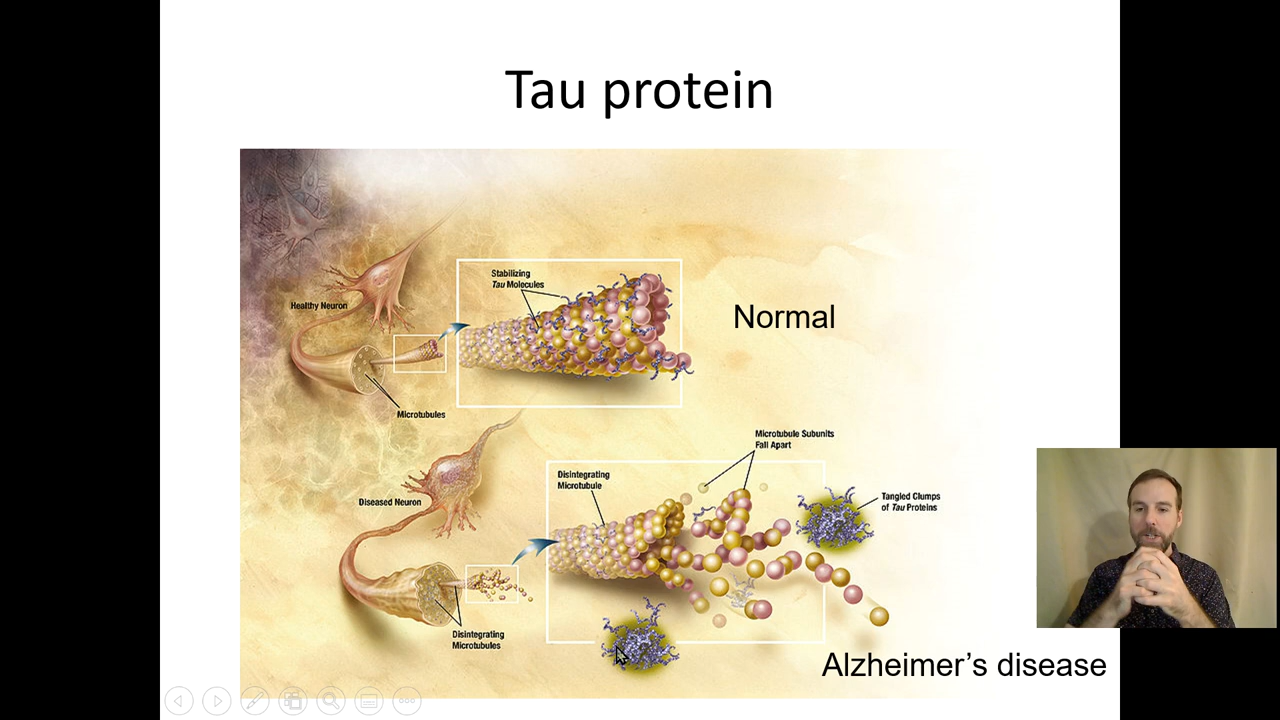 Tau protein
Stabilizing
Tau Molecules
Healthy Neuron
Normal
Microtubules
Microtubule Subunits
Fall Apart
Disintegrating
Microtubule
Diseased Neuron
Tangled Clumps
of Tau Proteins
Disintegrating
Microtubules
Alzheimer’s disease